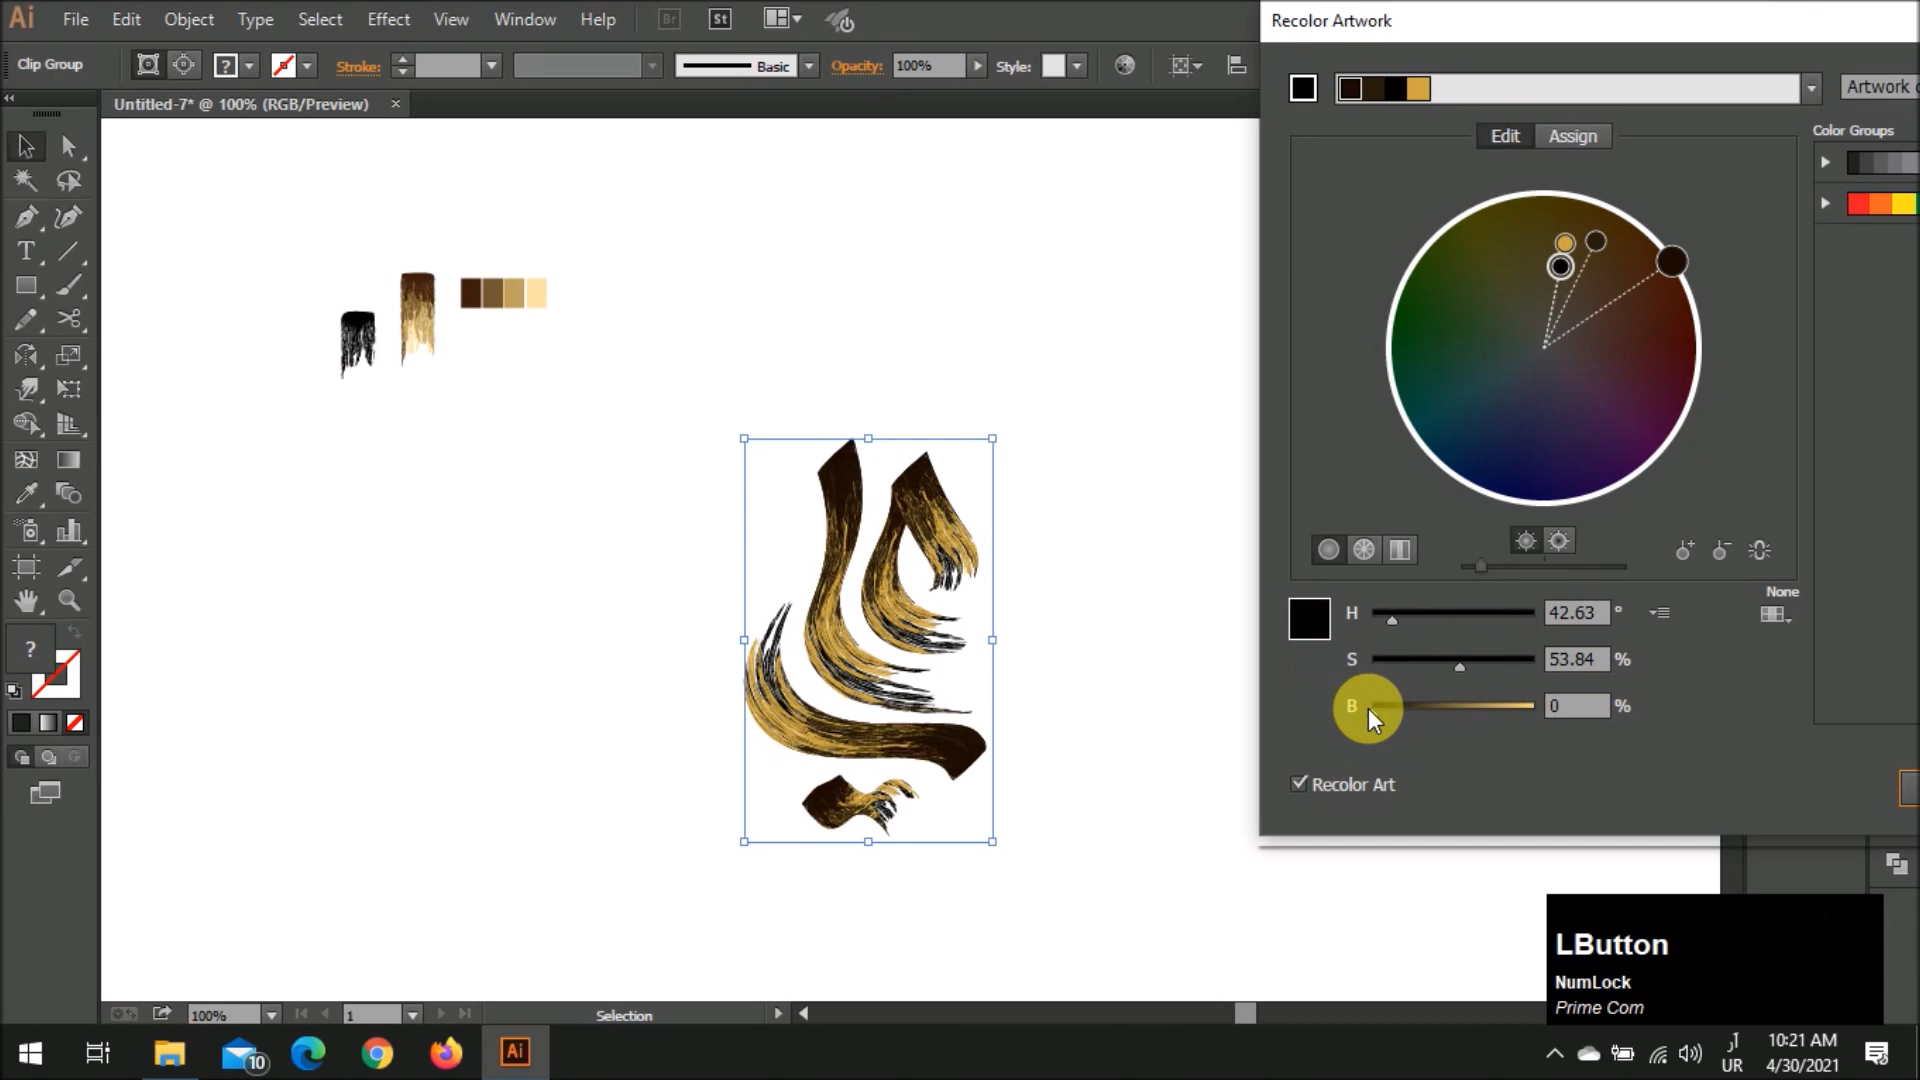 Ai File Edit Object Type Select Effect View Window Help Br St
Recolor Artwork
Clip Group ? Stroke: Basic Opacity: 100% Style:
Artwork c
Untitled-7* @ 100% (RGB/Preview) ×
Edit Assign
Color Groups
T
None
H 42.63 °
S 53.84 %
B 0 %
?
Recolor Art
LButton
NumLock
Prime Com
100% 1 Selection
10 Ai
آر
UR
10:21 AM
4/30/2021